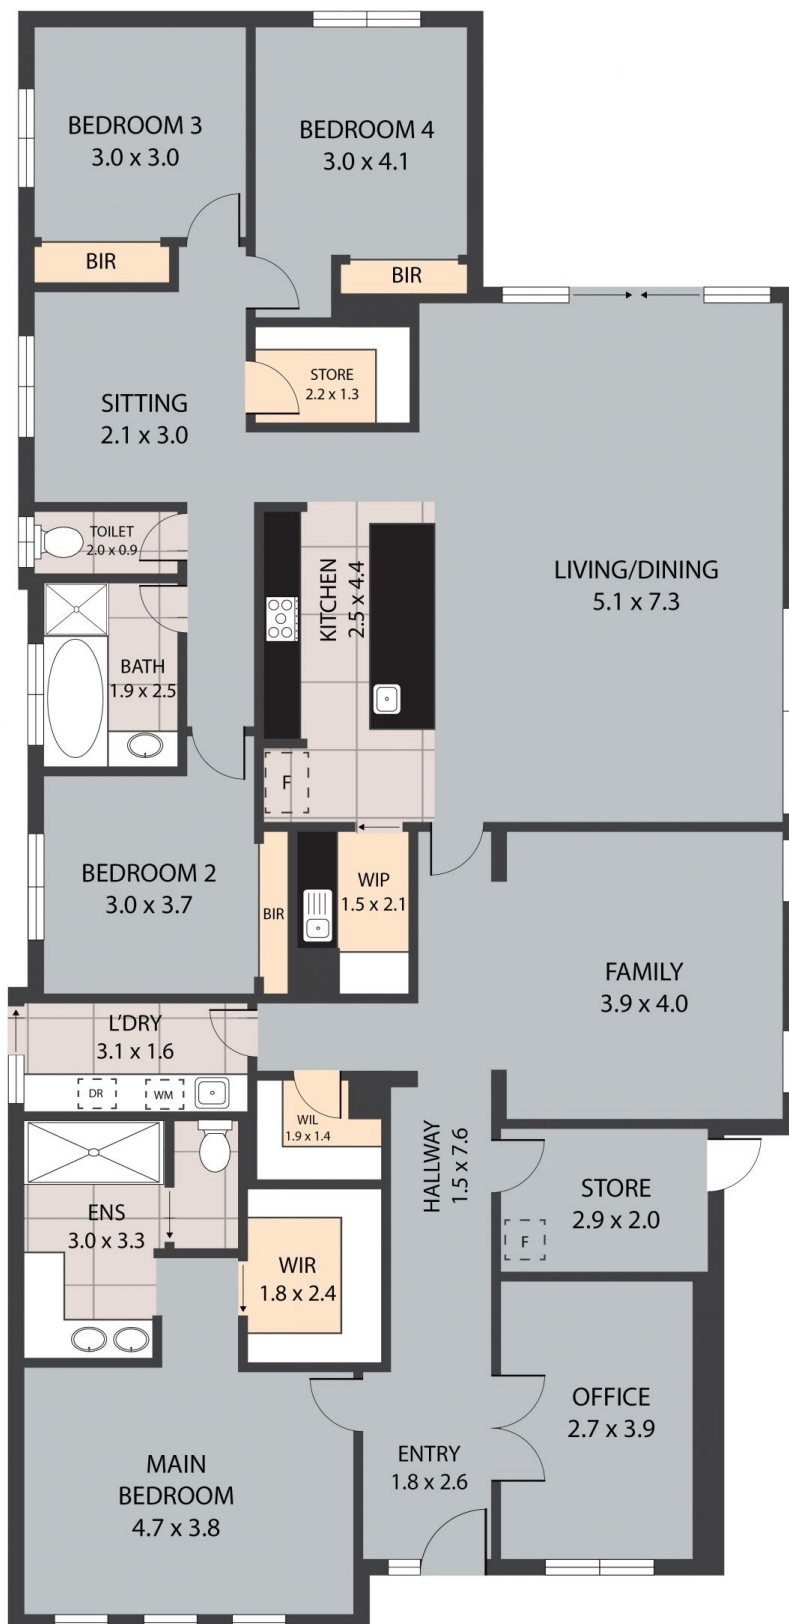 BEDROOM 3
3.0 x 3.0
BEDROOM 4
3.0 x 4.1
BIR
BIR
STORE
2.2 x 1.3
SITTING
2.1 x 3.0
TOILET
2.0 x 0.9
KITCHEN
2.5 x 4.4
LIVING/DINING
5.1 x 7.3
BATH
1.9 x 2.5
F
BEDROOM 2
3.0 x 3.7
BIR
WIP
1.5 x 2.1
FAMILY
3.9 x 4.0
L'DRY
3.1 x 1.6
DR
WM
WIL
1.9 x 1.4
HALLWAY
1.5 x 7.6
STORE
2.9 x 2.0
F
ENS
3.0 x 3.3
WIR
1.8 x 2.4
OFFICE
2.7 x 3.9
ENTRY
1.8 x 2.6
MAIN
BEDROOM
4.7 x 3.8